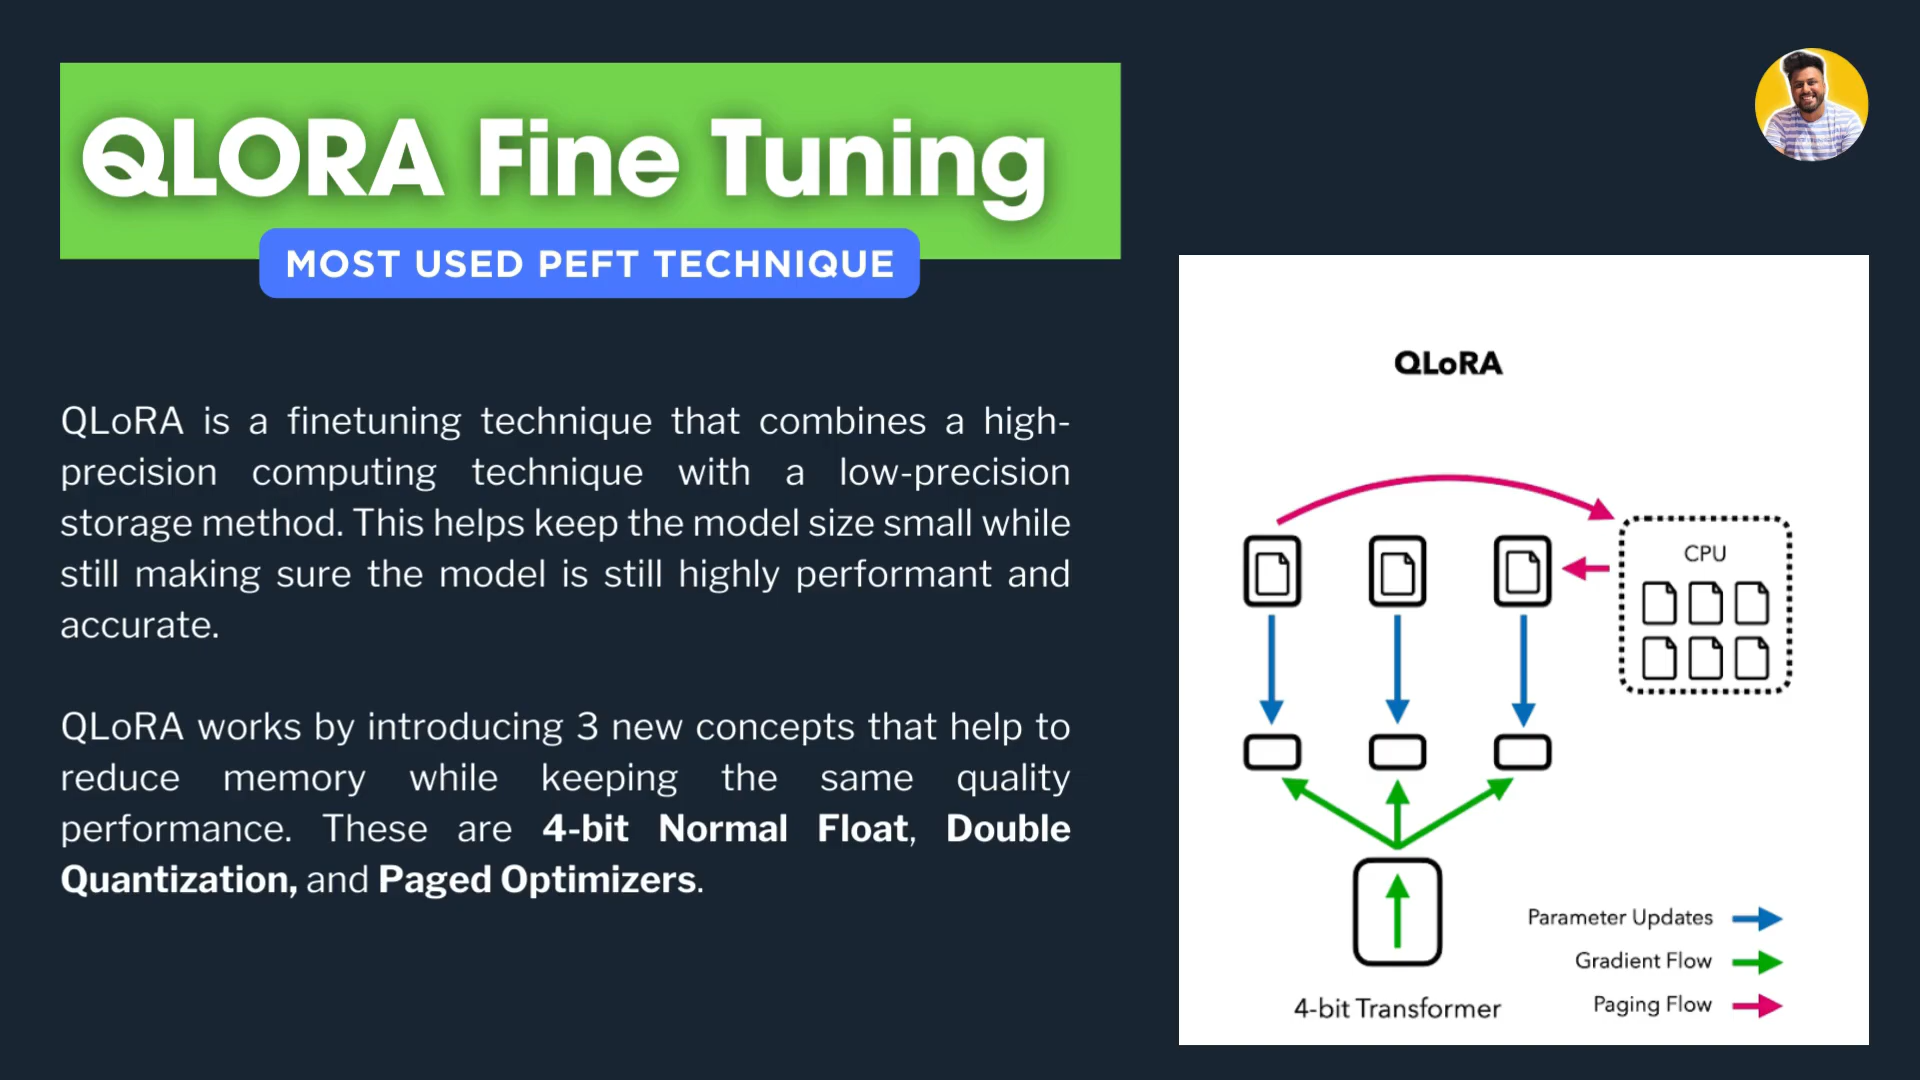 QLORA Fine Tuning
MOST USED PEFT TECHNIQUE
QLoRA is a finetuning technique that combines a high-
precision computing technique with a low-precision
storage method. This helps keep the model size small while
still making sure the model is still highly performant and
accurate.
QLoRA works by introducing 3 new concepts that help to
reduce memory while keeping the same quality
performance. These are 4-bit Normal Float, Double
Quantization, and Paged Optimizers.
QLoRA
CPU
Parameter Updates
Gradient Flow
Paging Flow
4-bit Transformer